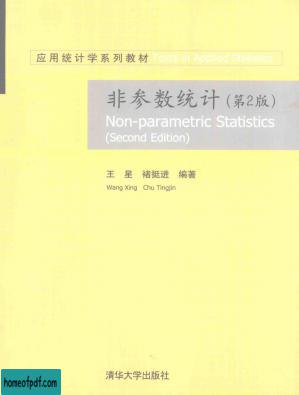 应用统计学系列教材 Texts in Applied Statistics
非参数统计(第2版)
Non-parametric Statistics
(Second Edition)
王 星 褚挺进 编著
Wang Xing Chu Tingjin
清华大学出版社
homeofpdf.com
homeofpdf.com